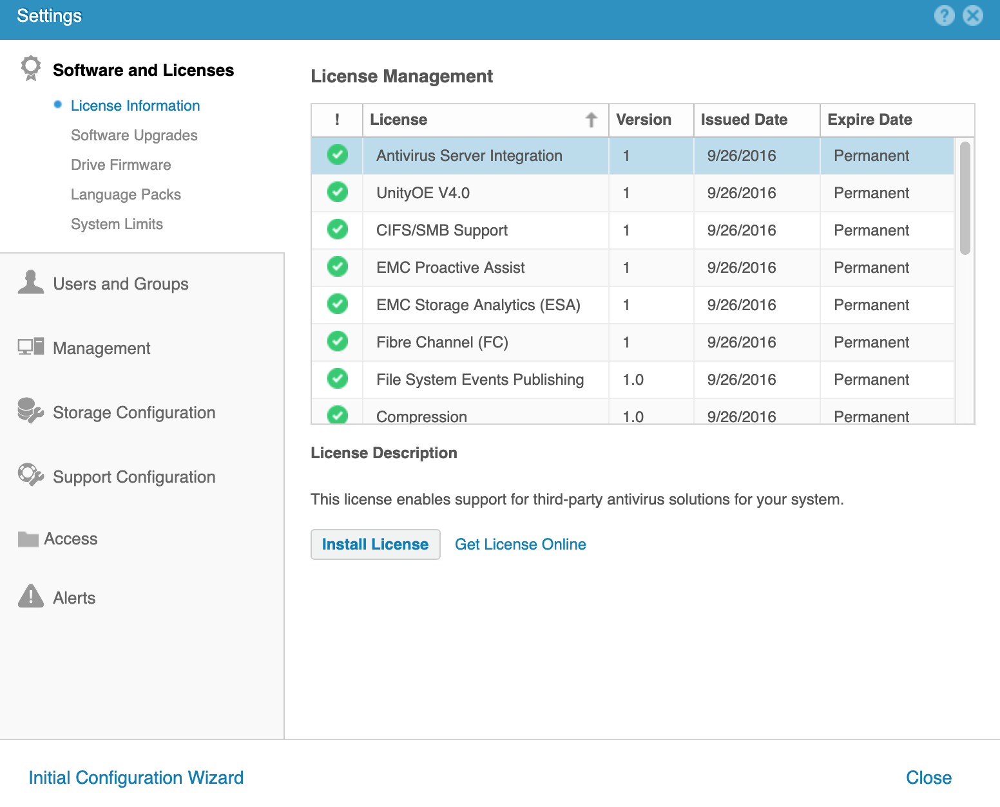 Settings
Software and Licenses
License Information
Software Upgrades
Drive Firmware
Language Packs
System Limits
Users and Groups
Management
Storage Configuration
Support Configuration
Access
Alerts
License Management
! License Version Issued Date Expire Date
Antivirus Server Integration 1 9/26/2016 Permanent
UnityOE V4.0 1 9/26/2016 Permanent
CIFS/SMB Support 1 9/26/2016 Permanent
EMC Proactive Assist 1 9/26/2016 Permanent
EMC Storage Analytics (ESA) 1 9/26/2016 Permanent
Fibre Channel (FC) 1 9/26/2016 Permanent
File System Events Publishing 1.0 9/26/2016 Permanent
Compression 1.0 9/26/2016 Permanent
License Description
This license enables support for third-party antivirus solutions for your system.
Install License Get License Online
Initial Configuration Wizard Close